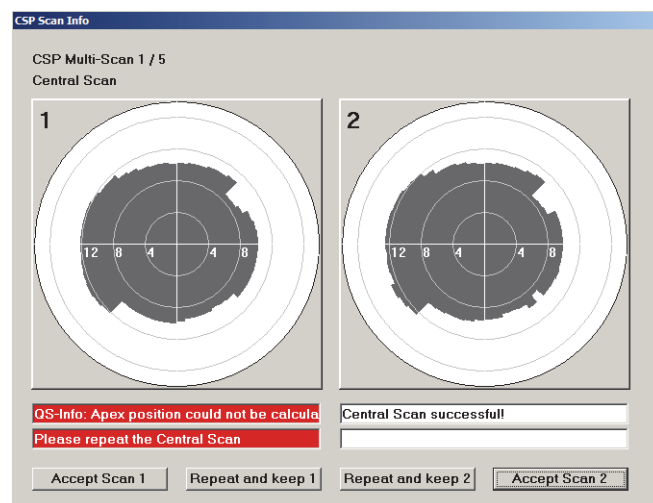 CSP Scan Info
CSP Multi-Scan 1 / 5
Central Scan
1
2
12 8 4 4 8
12 8 4 4 8
QS-Info: Apex position could not be calcula
Central Scan successful!
Please repeat the Central Scan
Accept Scan 1
Repeat and keep 1
Repeat and keep 2
Accept Scan 2